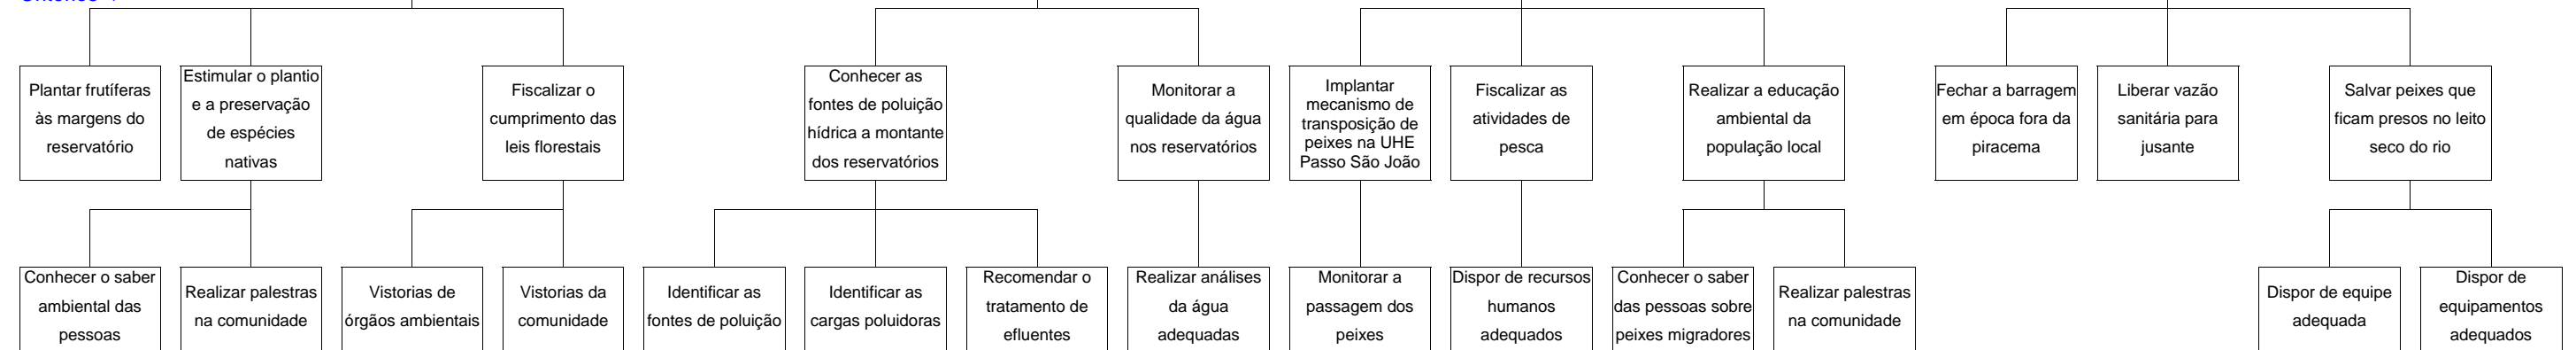 Plantar frutíferas
às margens do
reservatório
Estimular o plantio
e a preservação
de espécies
nativas
Fiscalizar o
cumprimento das
leis florestais
Conhecer as
fontes de poluição
hídrica a montante
dos reservatórios
Monitorar a
qualidade da água
nos reservatórios
Implantar
mecanismo de
transposição de
peixes na UHE
Passo São João
Fiscalizar as
atividades de
pesca
Realizar a educação
ambiental da
população local
Fechar a barragem
em época fora da
piracema
Liberar vazão
sanitária para
jusante
Salvar peixes que
ficam presos no leito
seco do rio
Conhecer o saber
ambiental das
pessoas
Realizar palestras
na comunidade
Vistorias de
órgãos ambientais
Vistorias da
comunidade
Identificar as
fontes de poluição
Identificar as
cargas poluidoras
Recomendar o
tratamento de
efluentes
Realizar análises
da água
adequadas
Monitorar a
passagem dos
peixes
Dispor de recursos
humanos
adequados
Conhecer o saber
das pessoas sobre
peixes migradores
Realizar palestras
na comunidade
Dispor de equipe
adequada
Dispor de
equipamentos
adequados